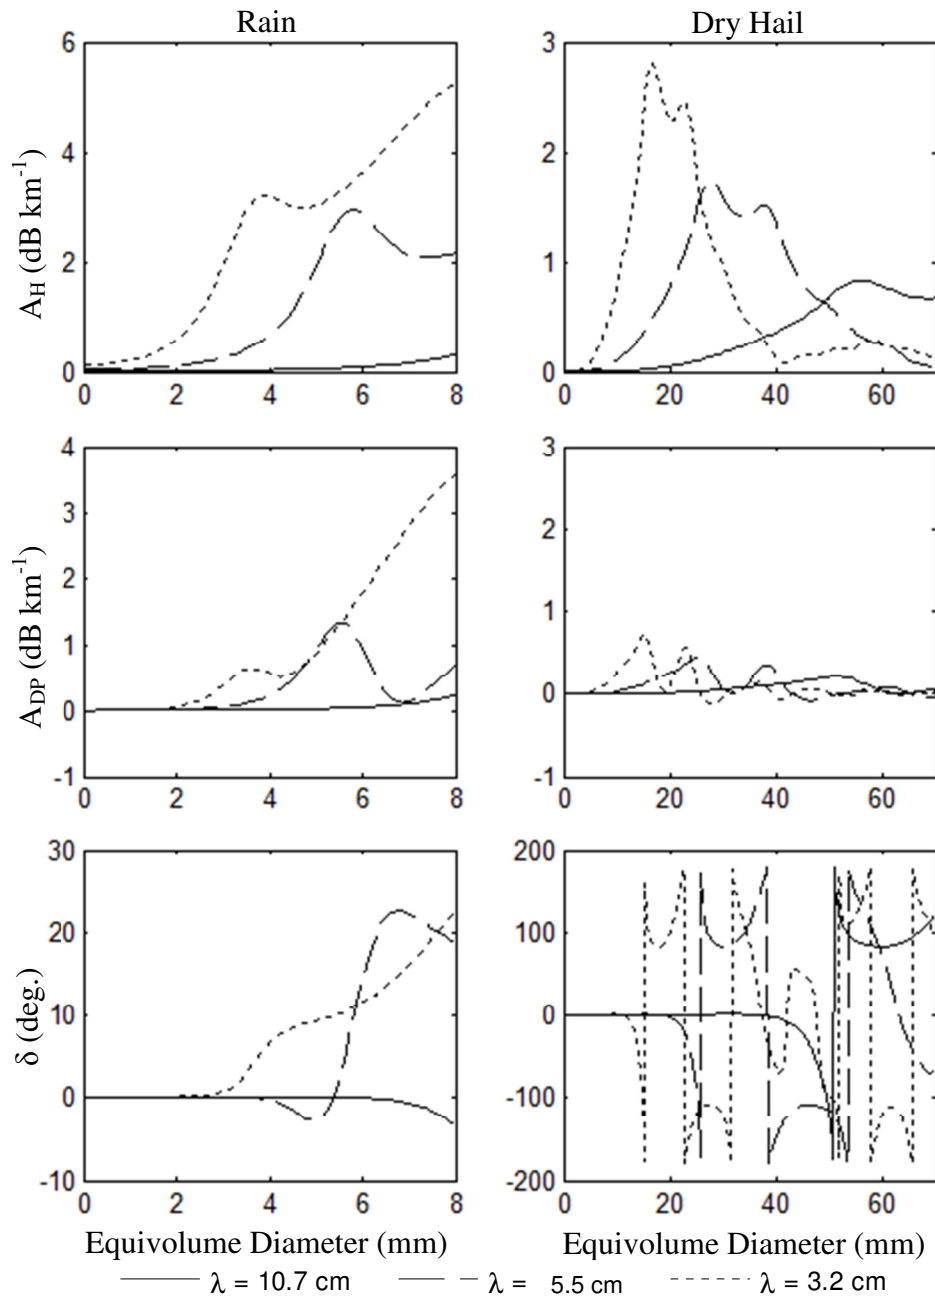 Rain
Dry Hail
6
4
2
0
0 2 4 6 8
A_H (dB km⁻¹)
3
2
1
0
0 20 40 60
4
3
2
1
0
-1
0 2 4 6 8
A_DP (dB km⁻¹)
3
2
1
0
-1
0 20 40 60
30
20
10
0
-10
0 2 4 6 8
δ (deg.)
200
100
0
-100
-200
0 20 40 60
Equivolume Diameter (mm)
Equivolume Diameter (mm)
λ = 10.7 cm
λ = 5.5 cm
λ = 3.2 cm